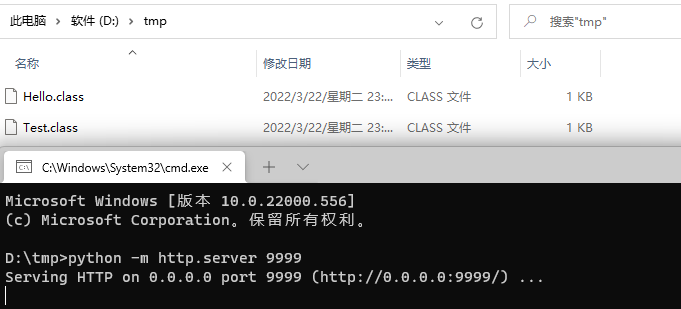 此电脑 > 软件 (D:) > tmp 搜索"tmp"
名称 修改日期 类型 大小
Hello.class 2022/3/22/星期二 23:... CLASS 文件 1 KB
Test.class 2022/3/22/星期二 23:... CLASS 文件 1 KB
C:\Windows\System32\cmd.exe
Microsoft Windows [版本 10.0.22000.556]
(c) Microsoft Corporation。保留所有权利。
D:\tmp>python -m http.server 9999
Serving HTTP on 0.0.0.0 port 9999 (http://0.0.0.0:9999/) ...